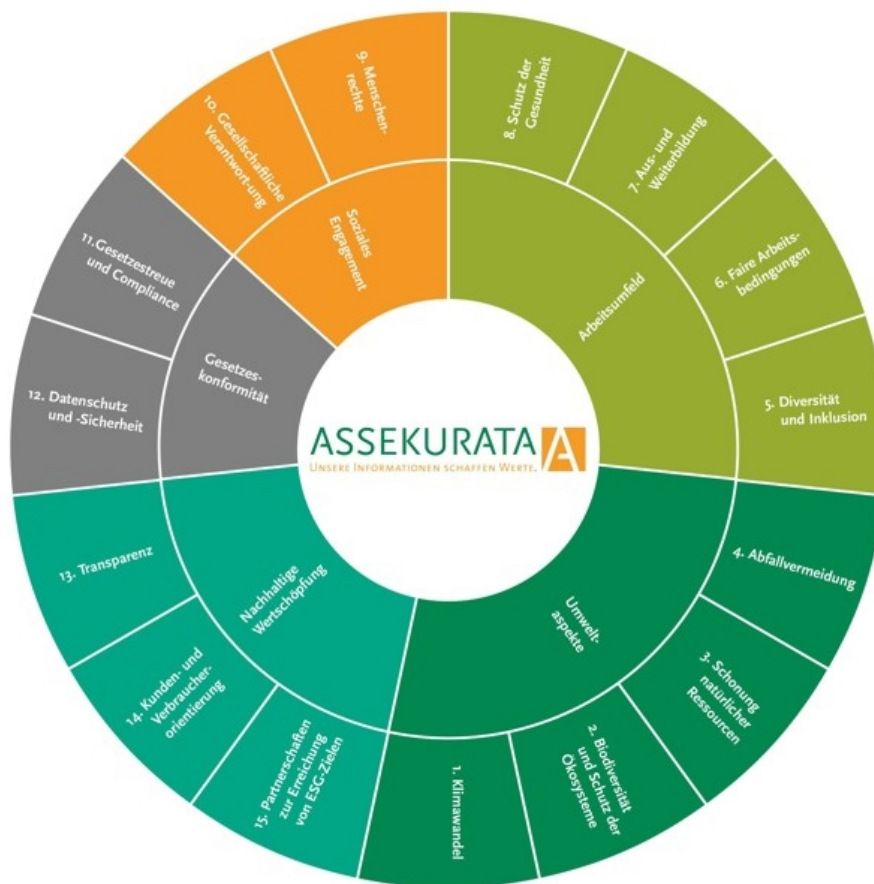 ASSEKURATA A
UNSERE INFORMATIONEN SCHAFFEN WERTE.
Umwelt-
aspekte
1. Klimawandel
2. Biodiversität
und Schutz der
Ökosysteme
3. Schonung
natürlicher
Ressourcen
4. Abfallvermeidung
Arbeitsumfeld
5. Diversität
und Inklusion
6. Faire Arbeits-
bedingungen
7. Aus- und
Weiterbildung
8. Schutz der
Gesundheit
Soziales
Engagement
9. Menschen-
rechte
10. Gesellschaftliche
Verantwort-ung
Gesetzes-
konformität
11.Gesetzestreue
und Compliance
12. Datenschutz
und -Sicherheit
Nachhaltige
Wertschöpfung
13. Transparenz
14. Kunden- und
Verbraucher-
orientierung
15. Partnerschaften
zur Erreichung
von ESG-Zielen